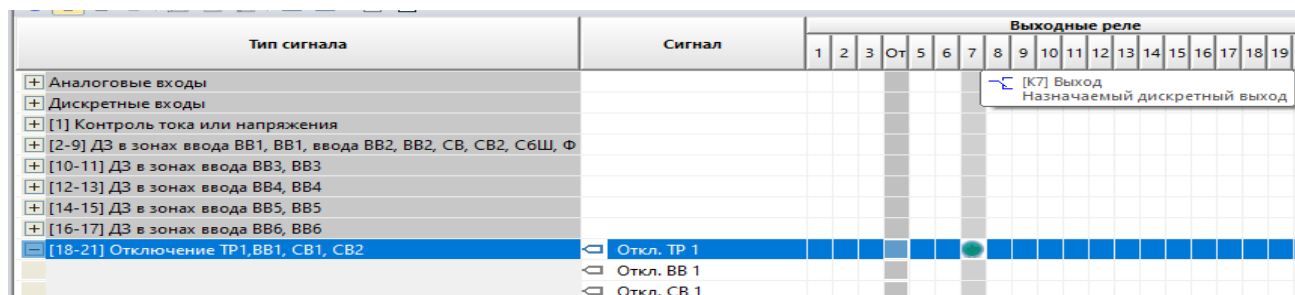 Выходные реле
Тип сигнала Сигнал 1 2 3 От 5 6 7 8 9 10 11 12 13 14 15 16 17 18 19
Аналоговые входы
[K7] Выход
Назначаемый дискретный выход
Дискретные входы
[1] Контроль тока или напряжения
[2-9] ДЗ в зонах ввода ВВ1, ВВ1, ввода ВВ2, ВВ2, СВ, СВ2, СбШ, Ф
[10-11] ДЗ в зонах ввода ВВ3, ВВ3
[12-13] ДЗ в зонах ввода ВВ4, ВВ4
[14-15] ДЗ в зонах ввода ВВ5, ВВ5
[16-17] ДЗ в зонах ввода ВВ6, ВВ6
[18-21] Отключение ТР1,ВВ1, СВ1, СВ2 Откл. ТР 1
Откл. ВВ 1
Откл. СВ 1